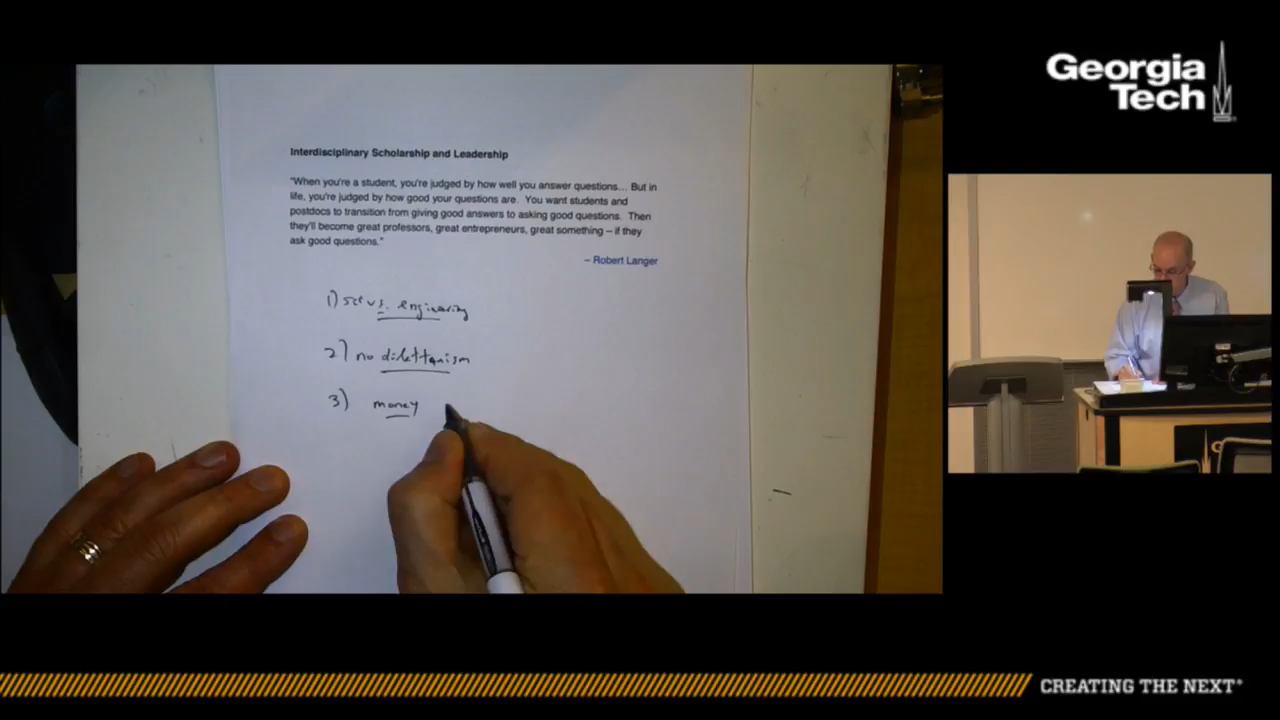 Georgia
Tech
Interdisciplinary Scholarship and Leadership
"When you're a student, you're judged by how well you answer questions... But in
life, you're judged by how good your questions are. You want students and
postdocs to transition from giving good answers to asking good questions. Then
they'll become great professors, great entrepreneurs, great something – if they
ask good questions."
– Robert Langer
1) sci vs. engineering
2) no dilettantism
3) money
CREATING THE NEXT®